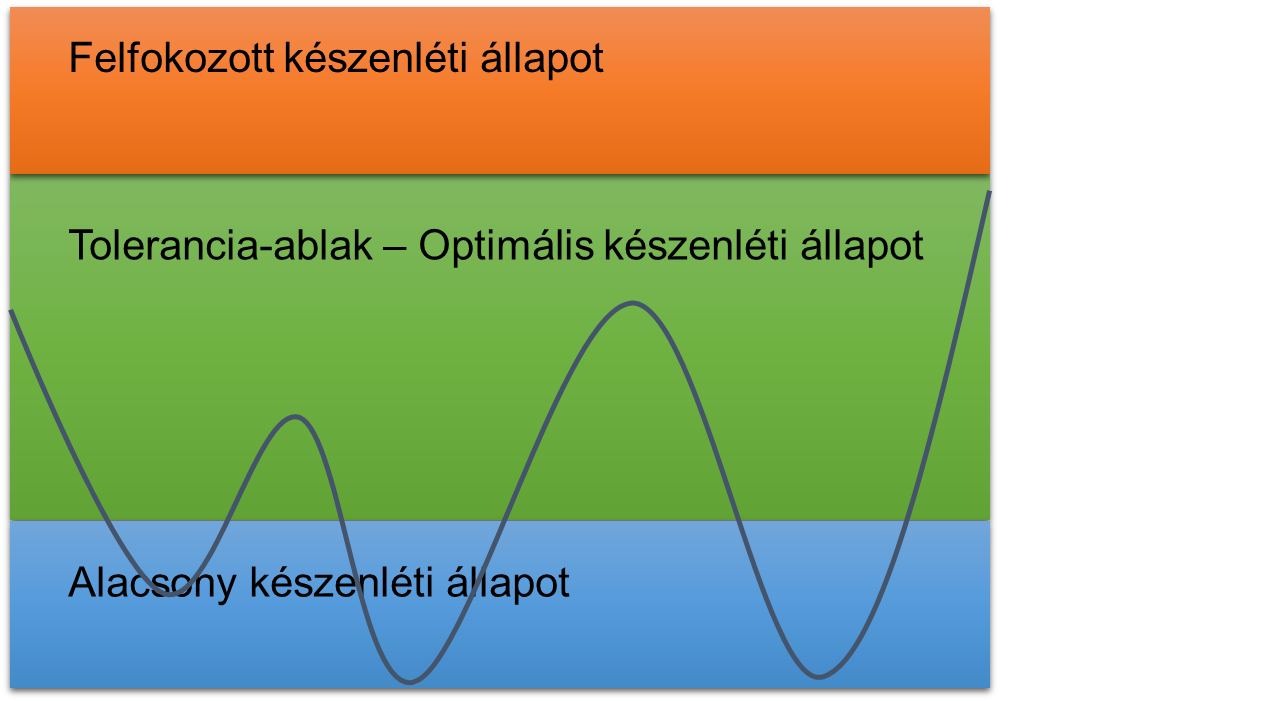 Felfokozott készenléti állapot
Tolerancia-ablak – Optimális készenléti állapot
Alacsony készenléti állapot